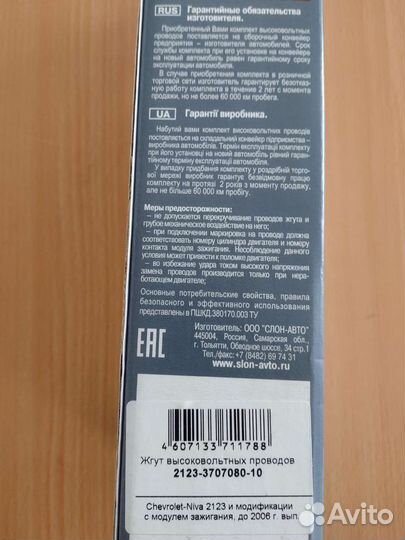 RUS Гарантийные обязательства
изготовителя.
Приобретенный Вами комплект высоковольтных
проводов поставляется на сборочный конвейер
предприятия – изготовителя автомобилей. Срок
службы комплекта при его установке на конвейере
на новый автомобиль равен гарантийному сроку
эксплуатации автомобиля.
В случае приобретения комплекта в розничной
торговой сети изготовитель гарантирует безотказ-
ную работу комплекта в течение 2 лет с момента
продажи, но не более 60 000 км пробега.
UA Гарантії виробника.
Набутий вами комплект високовольтних проводів
поставляється на складальний конвейер підприємства –
виробника автомобілів. Термін експлуатації комплекту
при його установці на новий автомобіль рівний гарантій-
ному терміну експлуатації автомобіля.
У випадку придбання комплекту у роздрібній торго-
вої мережі виробник гарантує безвідмовну працю
комплекту на протязі 2 років з моменту продажу,
але не більше 60 000 км пробігу.
Меры предосторожности:
– не допускается перекручивание проводов жгута и
грубое механическое воздействие на него;
– при подключении маркировка на проводе должна
соответствовать номеру цилиндра двигателя и номеру
контакта модуля зажигания. Несоблюдение данного
условия может привести к поломке двигателя;
– во избежание удара током высокого напряжения
замена проводов производится только при нера-
ботающем двигателе.
Основные потребительские свойства, правила
безопасного и эффективного использования
представлены в ПШКД.380170.003 ТУ
EAC
Изготовитель: ООО "СЛОН-АВТО"
445004, Россия, Самарская обл.
г. Тольятти, Обводное шоссе, 34 стр.1
Тел./факс: +7 (8482) 69 74 31
www.slon-avto.ru
4 607133 711788
Жгут высоковольтных проводов
2123-3707080-10
Chevrolet-Niva 2123 и модификации
с модулем зажигания, до 2006 г. вып.
Avito